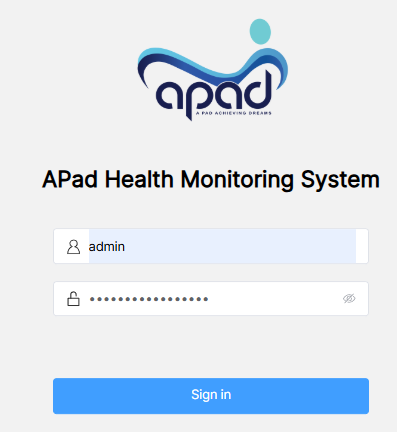 apad
A PAD ACHIEVING DREAMS
APad Health Monitoring System
admin
•••••••••••••••••
Sign in